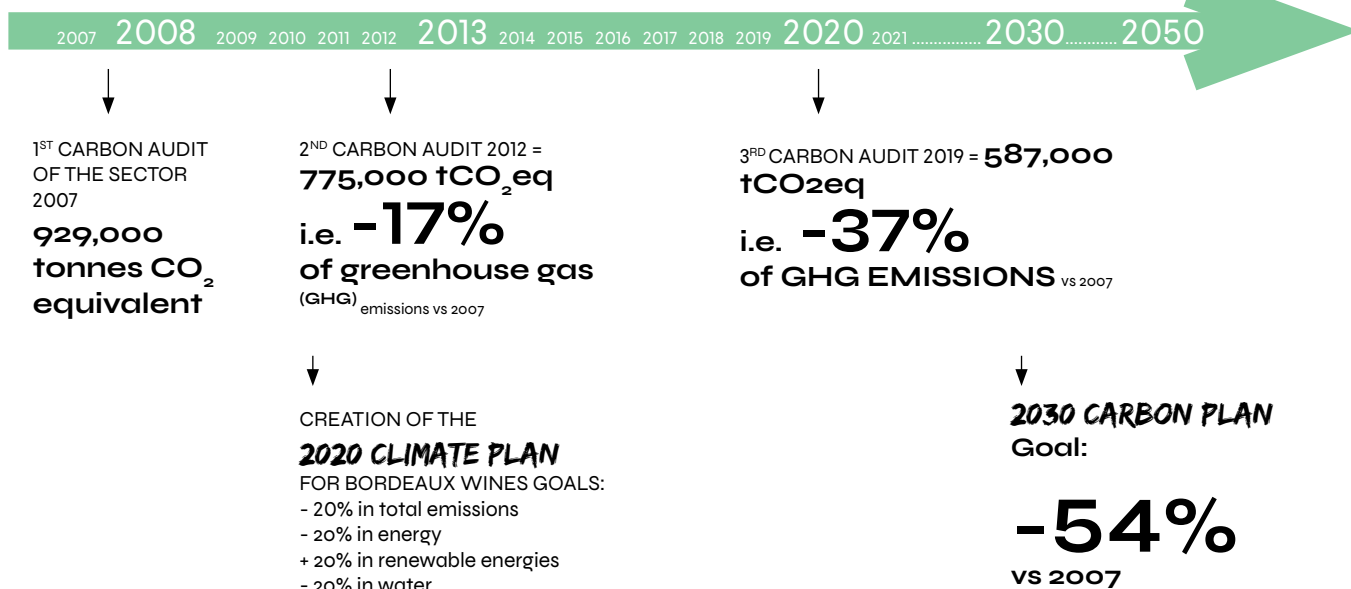 2007 2008 2009 2010 2011 2012 2013 2014 2015 2016 2017 2018 2019 2020 2021 ............... 2030 ........... 2050
1ST CARBON AUDIT
OF THE SECTOR
2007
929,000
tonnes CO2
equivalent
2ND CARBON AUDIT 2012 =
775,000 tCO2eq
i.e. -17%
of greenhouse gas
(GHG) emissions vs 2007
CREATION OF THE
2020 CLIMATE PLAN
FOR BORDEAUX WINES GOALS:
- 20% in total emissions
- 20% in energy
+ 20% in renewable energies
- 20% in water
3RD CARBON AUDIT 2019 = 587,000
tCO2eq
i.e. -37%
of GHG EMISSIONS vs 2007
2030 CARBON PLAN
Goal:
-54%
vs 2007